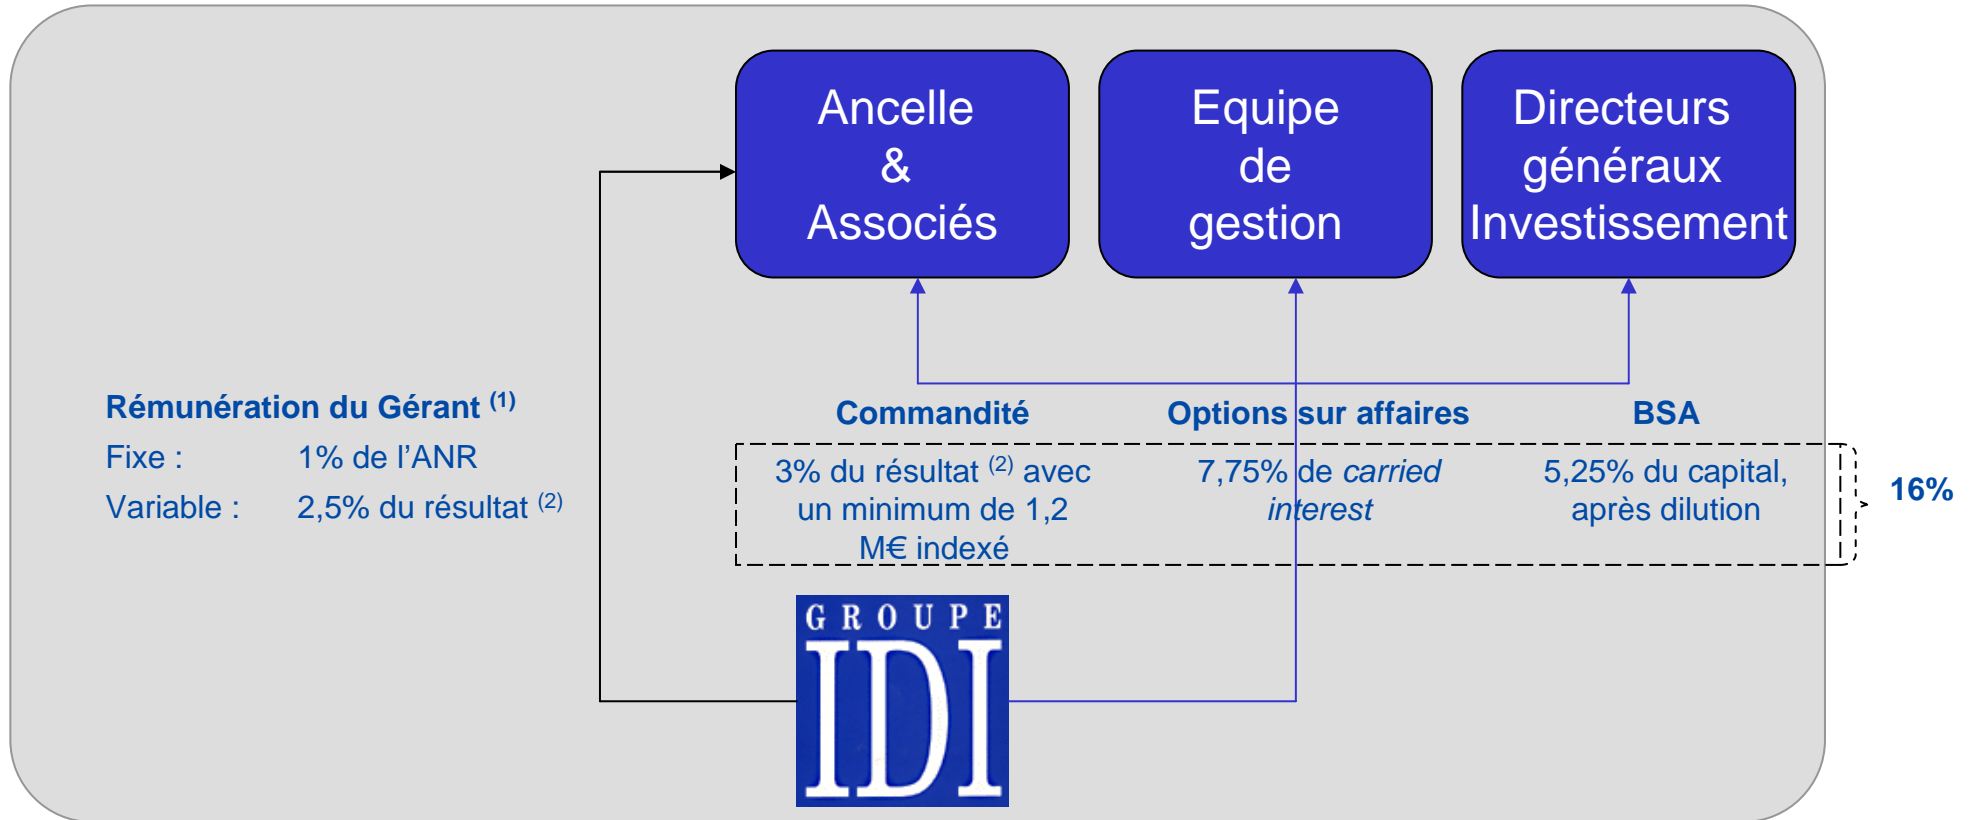 Ancelle
&
Associés
Equipe
de
gestion
Directeurs
généraux
Investissement
Rémunération du Gérant (1)
Fixe : 1% de l'ANR
Variable : 2,5% du résultat (2)
Commandité
3% du résultat (2) avec
un minimum de 1,2
M€ indexé
Options sur affaires
7,75% de carried
interest
BSA
5,25% du capital,
après dilution
16%
GROUPE
IDI